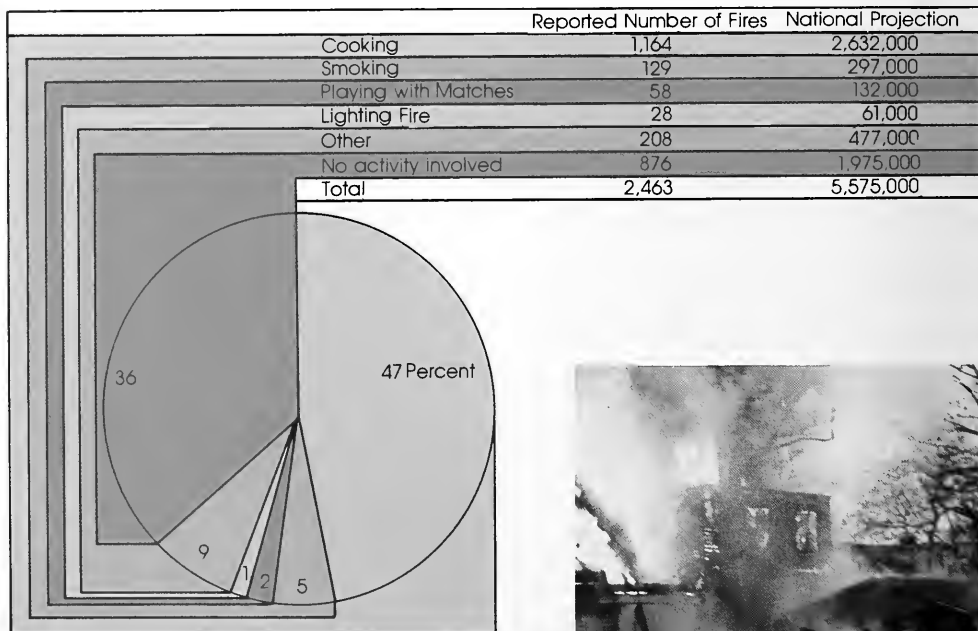 Reported Number of Fires National Projection
Cooking 1,164 2,632,000
Smoking 129 297,000
Playing with Matches 58 132,000
Lighting Fire 28 61,000
Other 208 477,000
No activity involved 876 1,975,000
Total 2,463 5,575,000
36 47 Percent
9 1 2 5